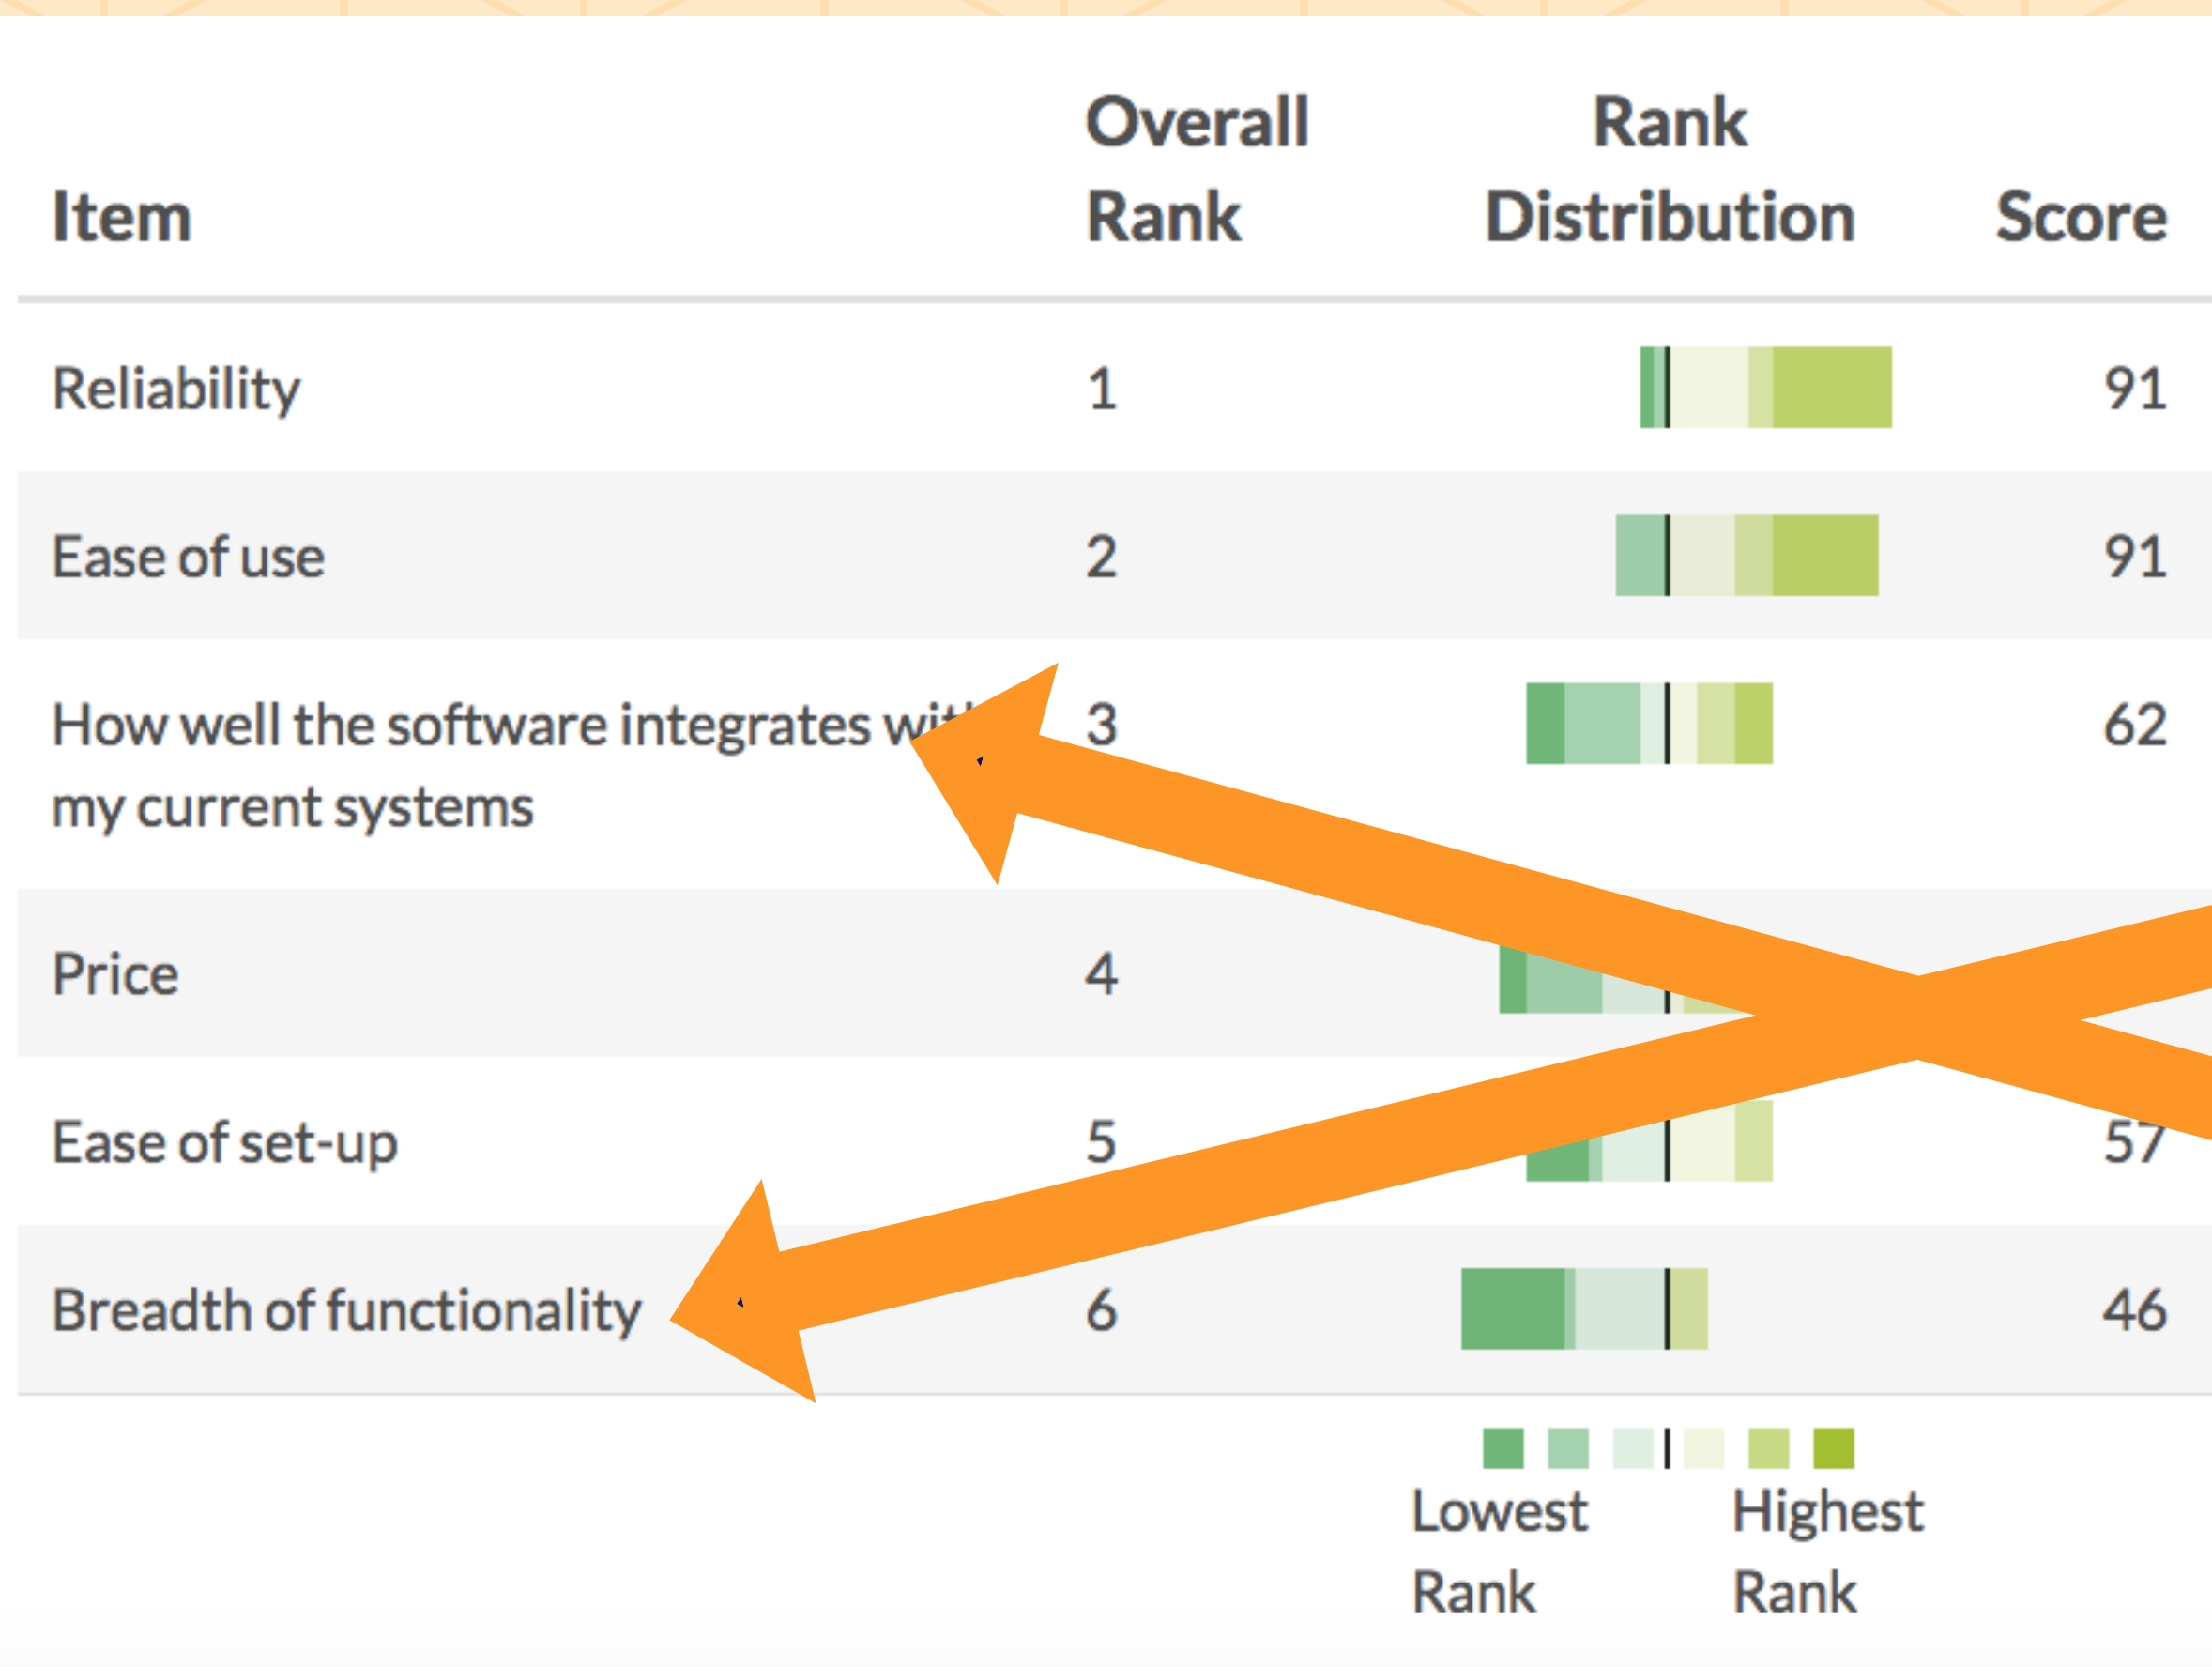 Item Overall Rank Rank Distribution Score
Reliability 1 91
Ease of use 2 91
How well the software integrates 3 62
my current systems
Price 4
Ease of set-up 5 57
Breadth of functionality 6 46
Lowest Rank Highest Rank